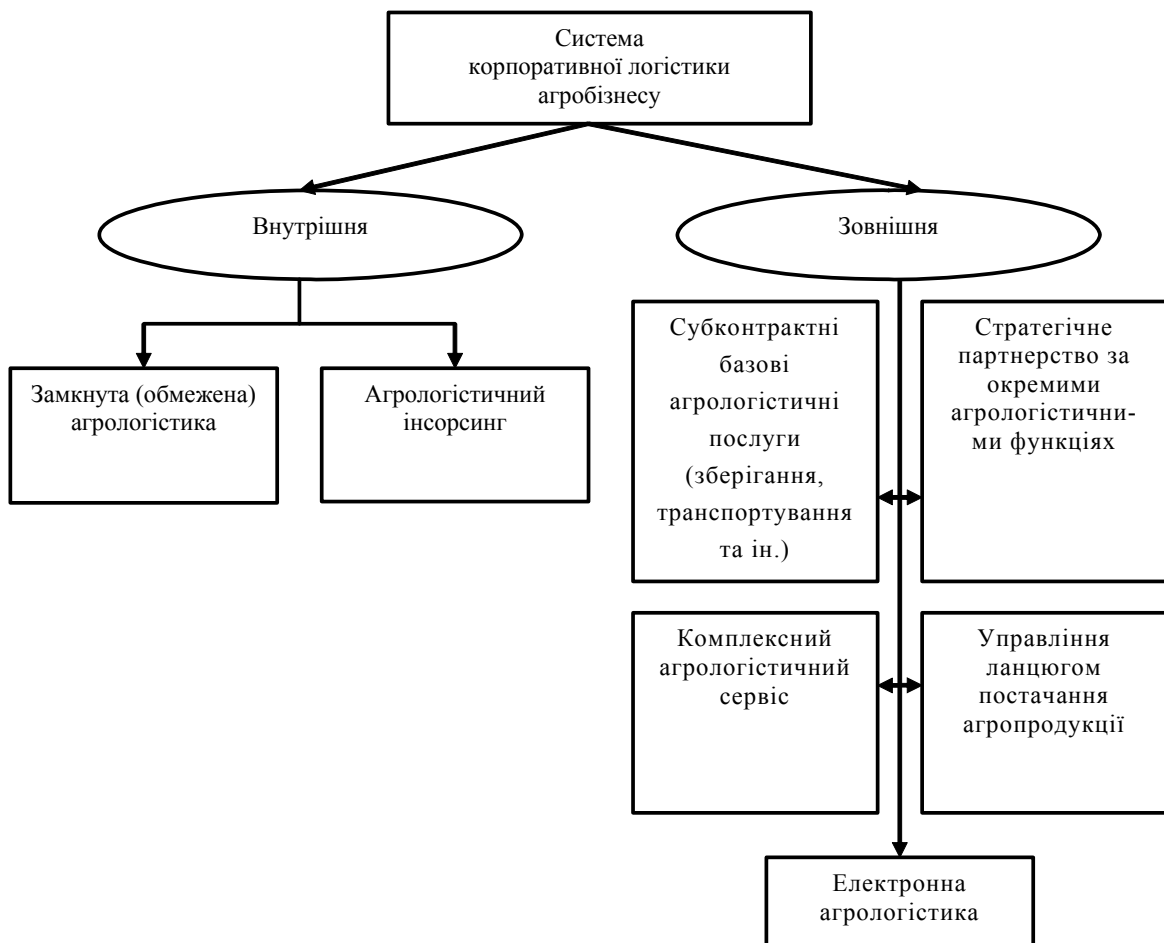 Система
корпоративної логістики
агробізнесу
Внутрішня
Зовнішня
Замкнута (обмежена)
агрологістика
Агрологістичний
інсорсинг
Субконтрактні
базові
агрологістичні
послуги
(зберігання,
транспортування
та ін.)
Стратегічне
партнерство за
окремими
агрологістични-
ми функціях
Комплексний
агрологістичний
сервіс
Управління
ланцюгом
постачання
агропродукції
Електронна
агрологістика